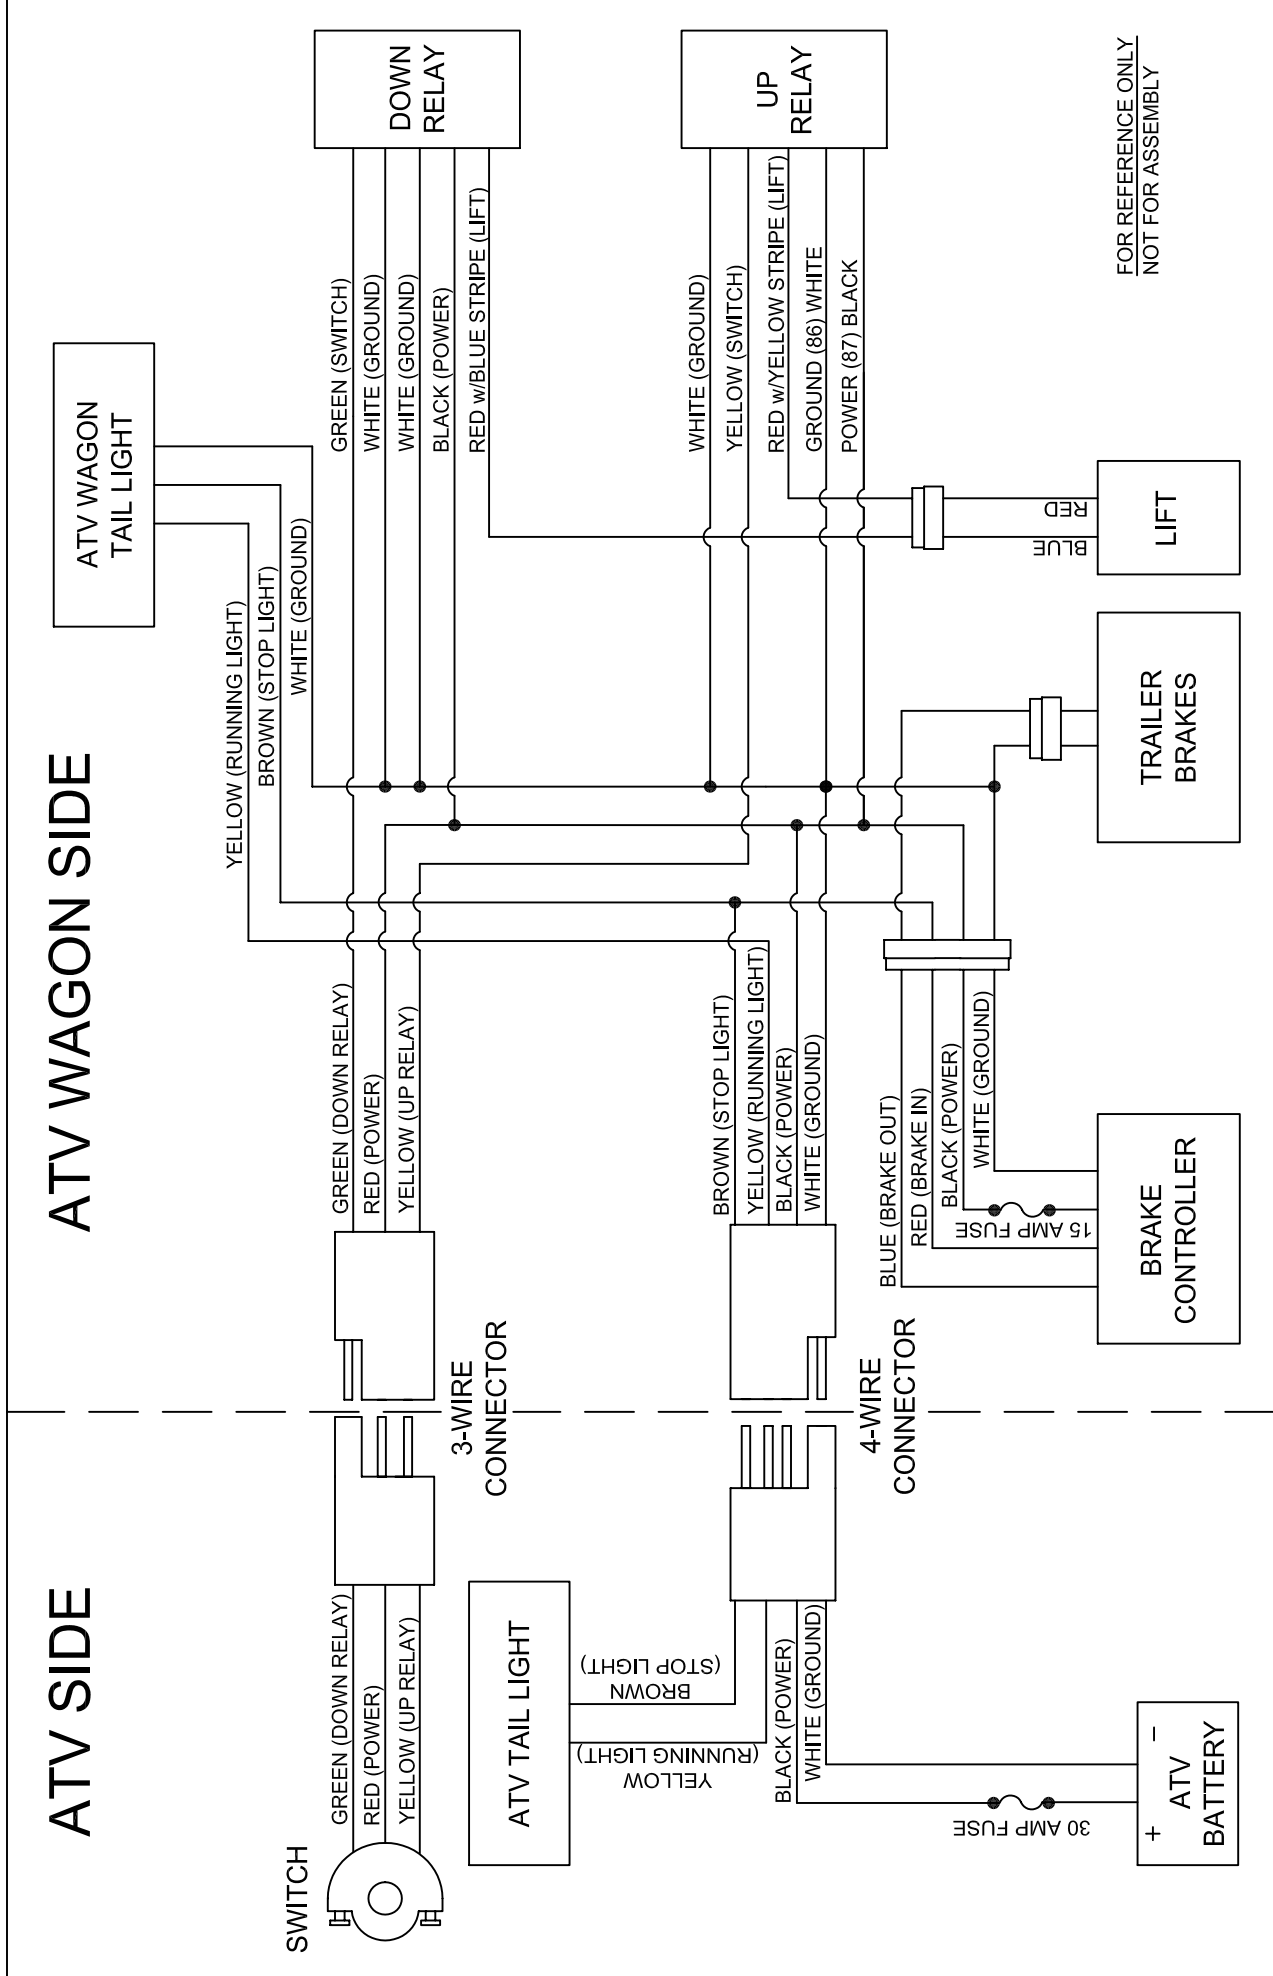 ATV SIDE
ATV WAGON SIDE
SWITCH
GREEN (DOWN RELAY)
RED (POWER)
YELLOW (UP RELAY)
3-WIRE
CONNECTOR
GREEN (DOWN RELAY)
RED (POWER)
YELLOW (UP RELAY)
YELLOW (RUNNING LIGHT)
BROWN (STOP LIGHT)
WHITE (GROUND)
ATV WAGON
TAIL LIGHT
GREEN (SWITCH)
WHITE (GROUND)
WHITE (GROUND)
BLACK (POWER)
RED w/BLUE STRIPE (LIFT)
DOWN
RELAY
ATV TAIL LIGHT
BROWN
(STOP LIGHT)
YELLOW
(RUNNING LIGHT)
BLACK (POWER)
WHITE (GROUND)
4-WIRE
CONNECTOR
BROWN (STOP LIGHT)
YELLOW (RUNNING LIGHT)
BLACK (POWER)
WHITE (GROUND)
WHITE (GROUND)
YELLOW (SWITCH)
RED w/YELLOW STRIPE (LIFT)
GROUND (86) WHITE
POWER (87) BLACK
UP
RELAY
30 AMP FUSE
+ -
ATV
BATTERY
BLUE (BRAKE OUT)
RED (BRAKE IN)
BLACK (POWER)
WHITE (GROUND)
15 AMP FUSE
BRAKE
CONTROLLER
TRAILER
BRAKES
BLUE
RED
LIFT
FOR REFERENCE ONLY
NOT FOR ASSEMBLY